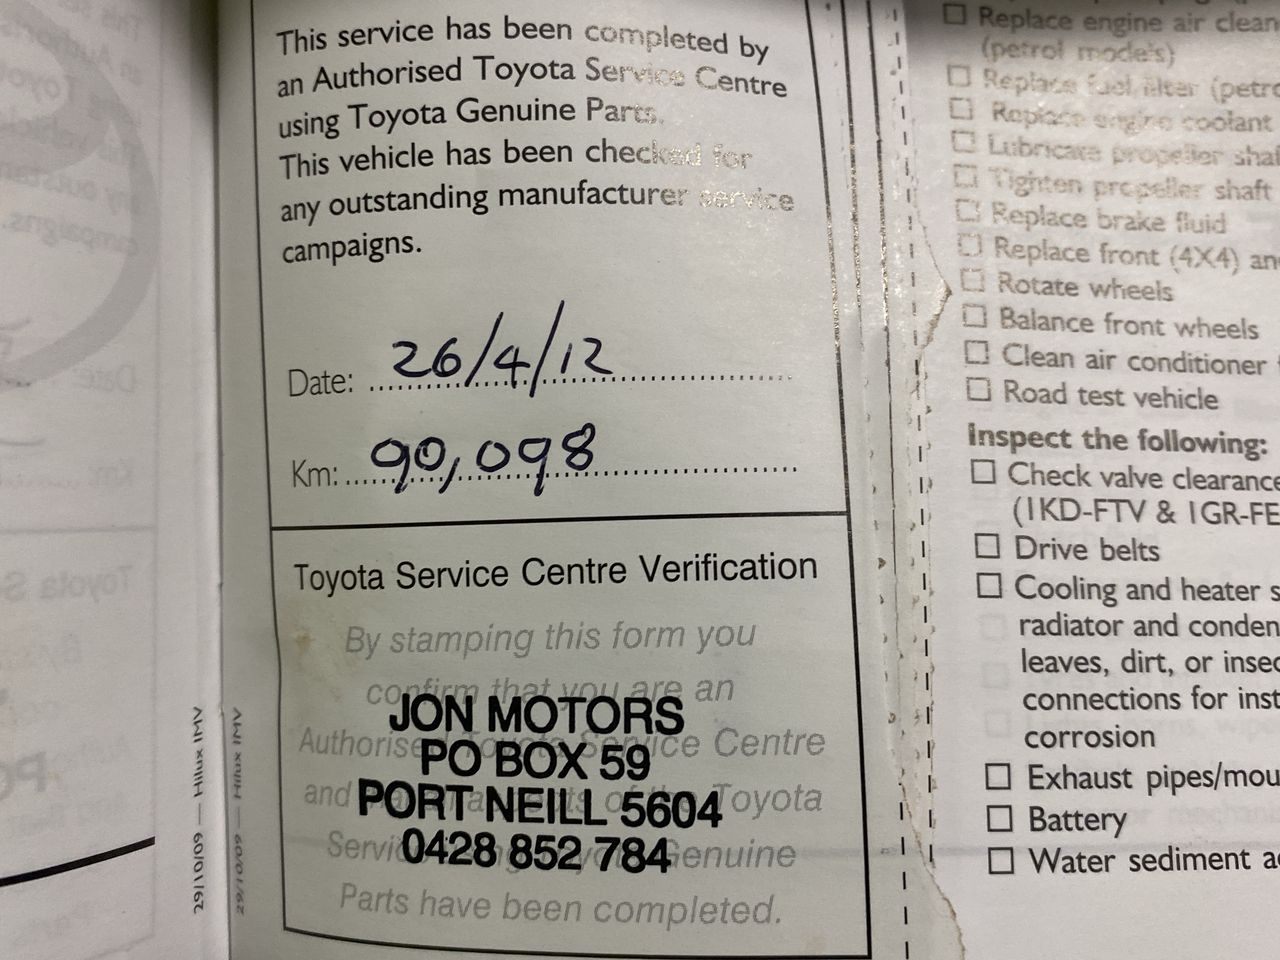 This service has been completed by
an Authorised Toyota Service Centre
using Toyota Genuine Parts.
This vehicle has been checked for
any outstanding manufacturer service
campaigns.
Date: 26/4/12
Km: 90,098
Toyota Service Centre Verification
By stamping this form you
confirm that you are an
Authorised Toyota Service Centre
and of the Toyota
Genuine
Parts have been completed.
JON MOTORS
PO BOX 59
PORT NEILL 5604
0428 852 784
Replace engine air clean
(petrol models)
Replace fuel filter (petro
Replace engine coolant
Lubricate propeller shaf
Tighten propeller shaft
Replace brake fluid
Replace front (4X4) an
Rotate wheels
Balance front wheels
Clean air conditioner
Road test vehicle
Inspect the following:
Check valve clearance
(1KD-FTV & 1GR-FE
Drive belts
Cooling and heater s
radiator and conden
leaves, dirt, or insec
connections for inst
corrosion
Exhaust pipes/mou
Battery
Water sediment a
29/10/09 — Hilux IMV
29/10/09 — Hilux IMV